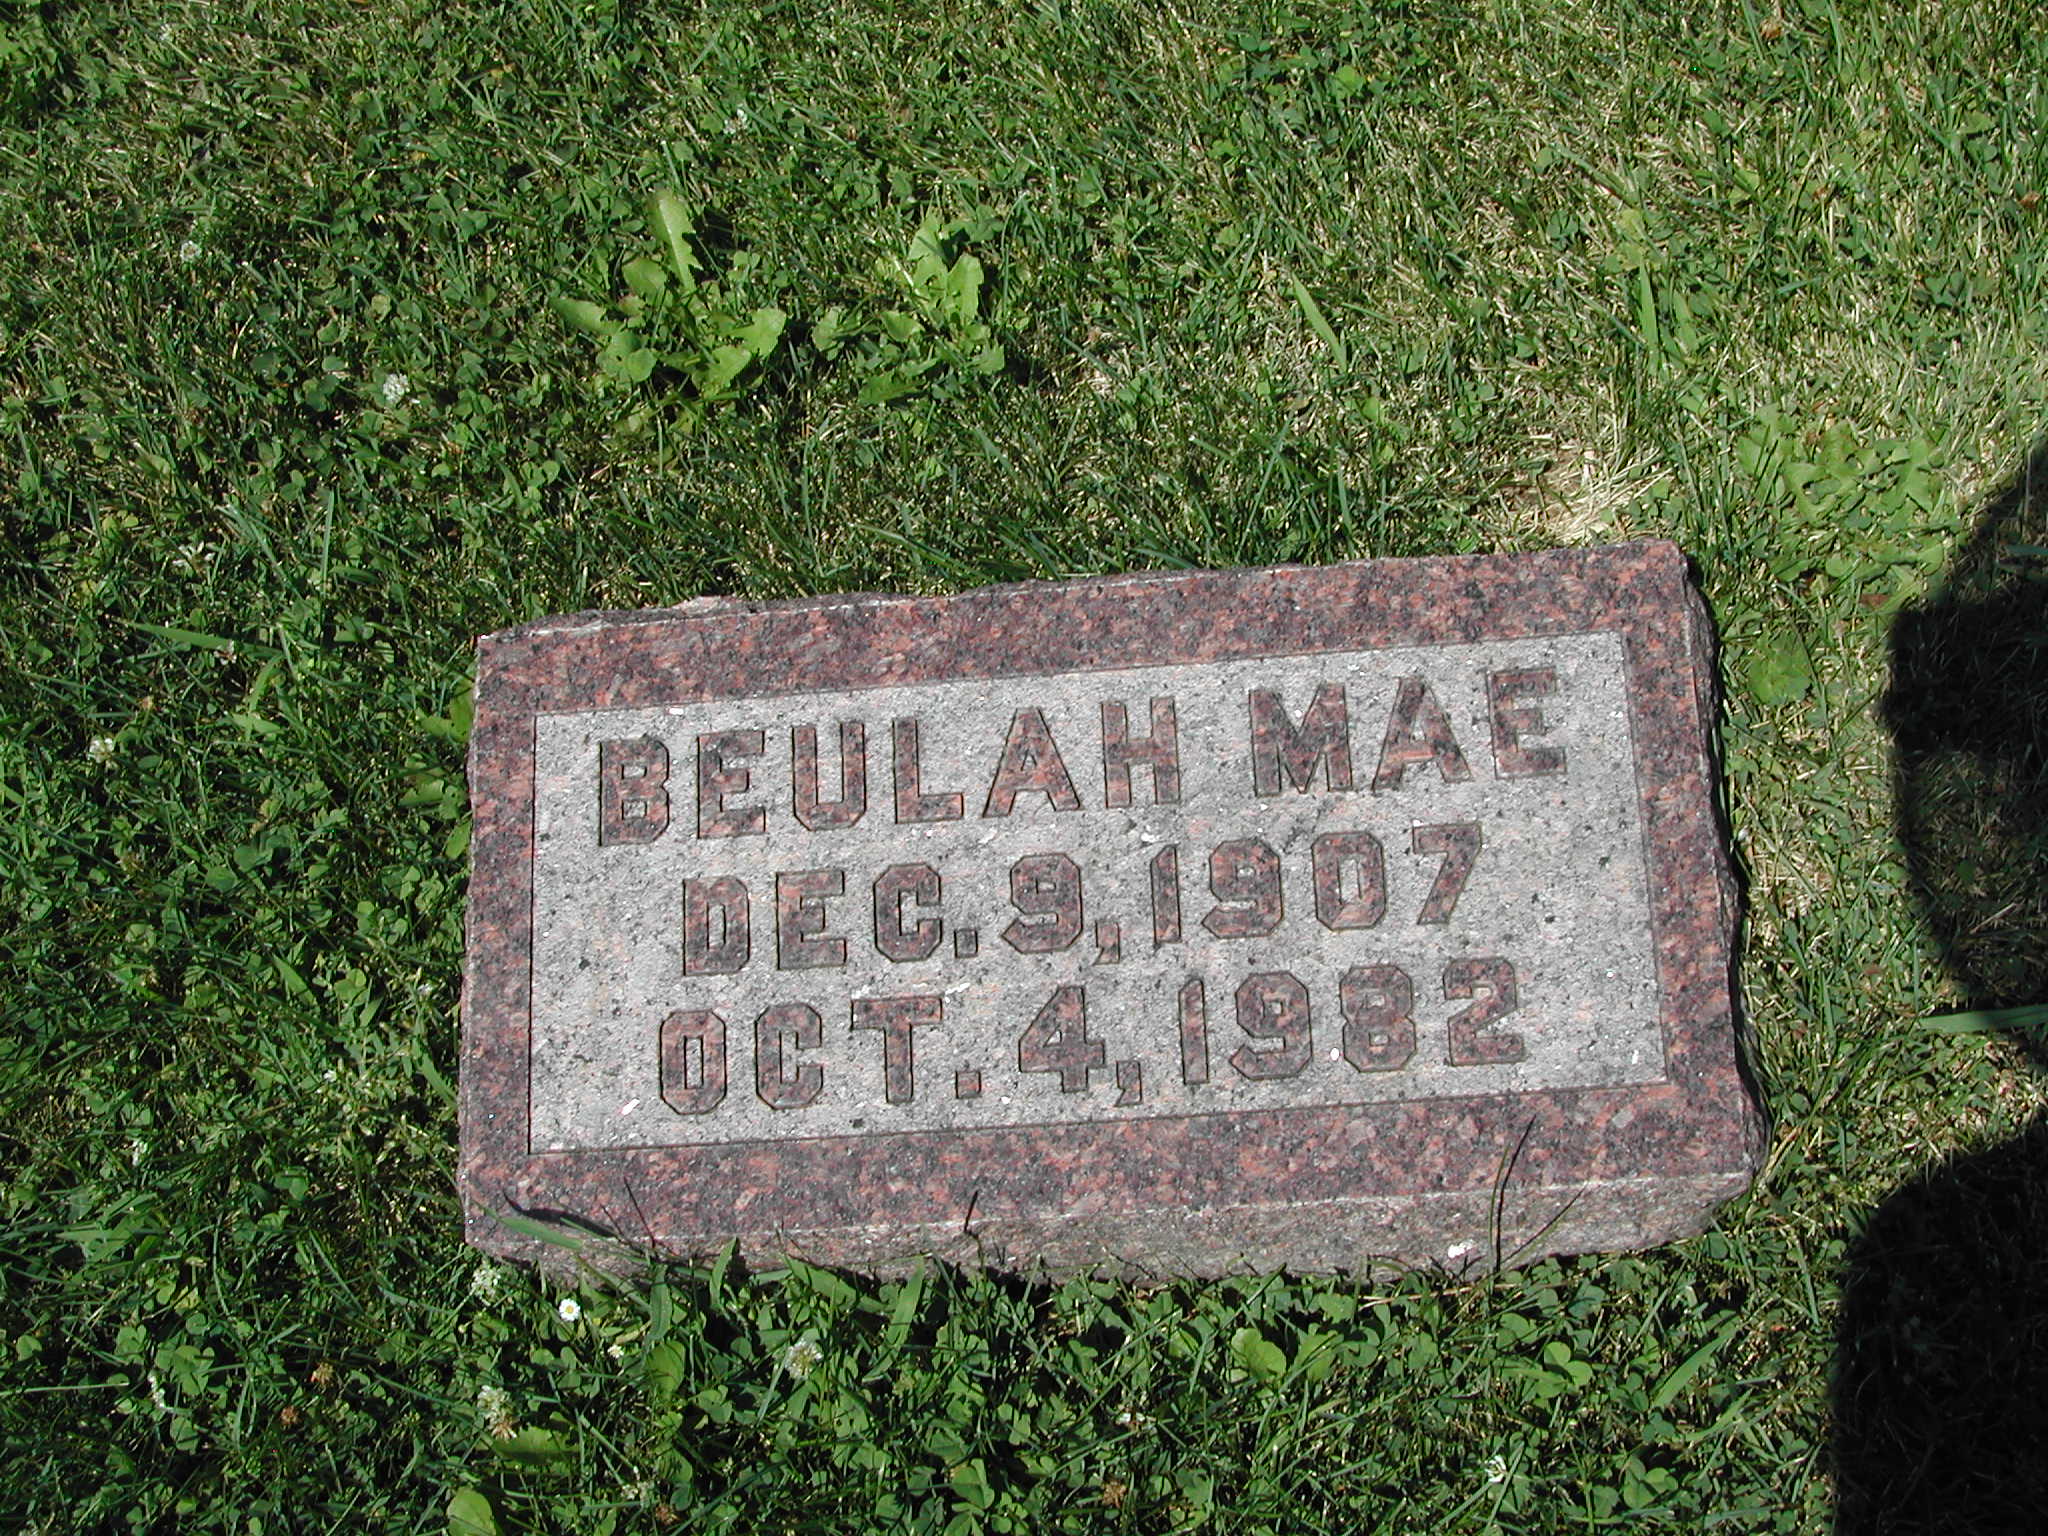 BEULAH MAE
DEC. 9, 1907
OCT. 4, 1982